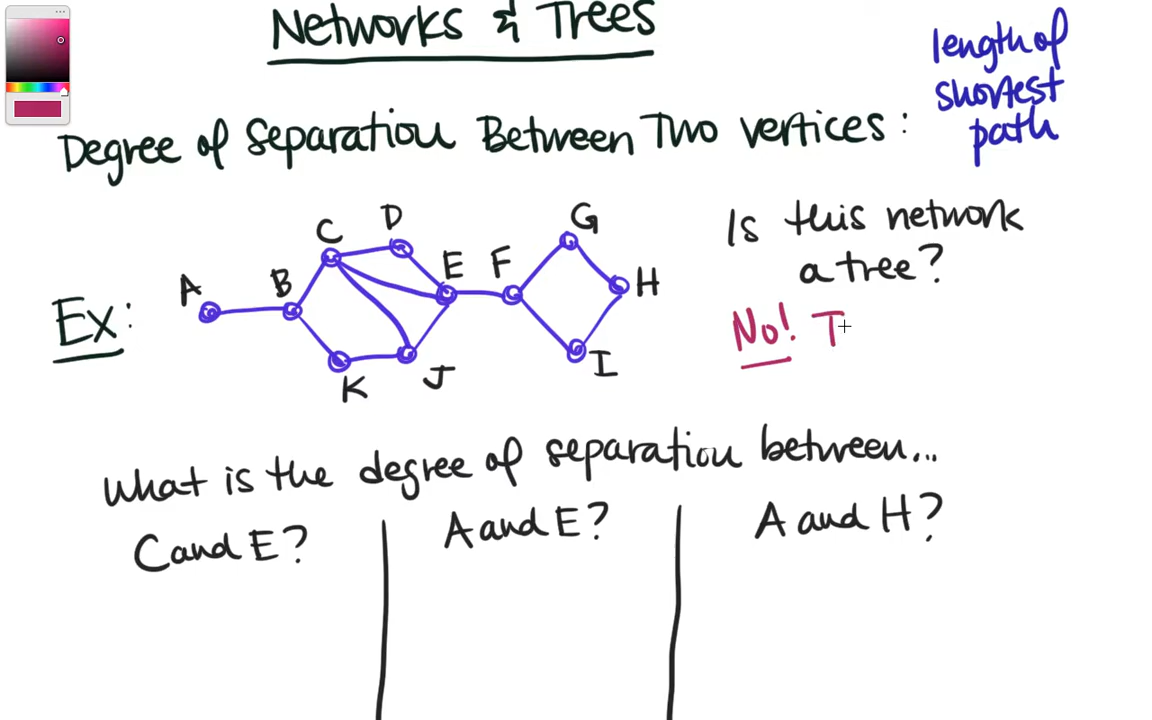 Networks & Trees
length of
shortest
path
Degree of Separation Between Two vertices:
Is this network
a tree?
No! T
Ex:
A
B
C
D
E
F
G
H
I
J
K
What is the degree of separation between...
C and E?
A and E?
A and H?